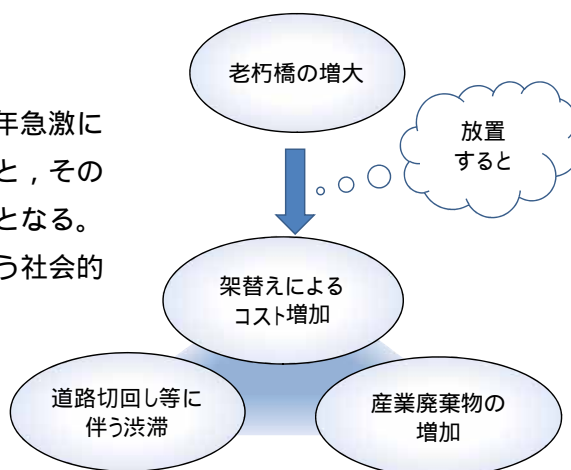 老朽橋の増大
年急激に
と，その
となる。
う社会的
放置
すると
架替えによる
コスト増加
道路切回し等に
伴う渋滞
産業廃棄物の
増加